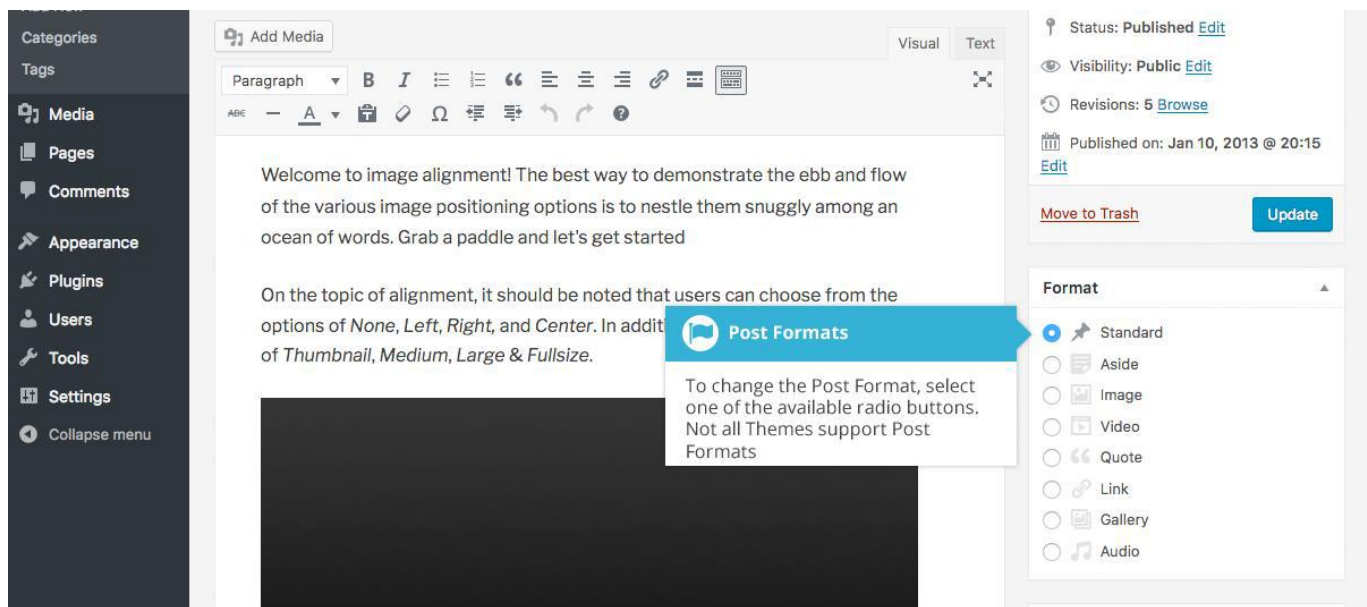 Categories
Tags
Media
Pages
Comments
Appearance
Plugins
Users
Tools
Settings
Collapse menu
Add Media
Visual Text
Paragraph B I
ABC A Ω
Welcome to image alignment! The best way to demonstrate the ebb and flow
of the various image positioning options is to nestle them snuggly among an
ocean of words. Grab a paddle and let's get started
On the topic of alignment, it should be noted that users can choose from the
options of None, Left, Right, and Center. In additi
of Thumbnail, Medium, Large & Fullsize.
Post Formats
To change the Post Format, select
one of the available radio buttons.
Not all Themes support Post
Formats
Status: Published Edit
Visibility: Public Edit
Revisions: 5 Browse
Published on: Jan 10, 2013 @ 20:15
Edit
Move to Trash Update
Format
Standard
Aside
Image
Video
Quote
Link
Gallery
Audio